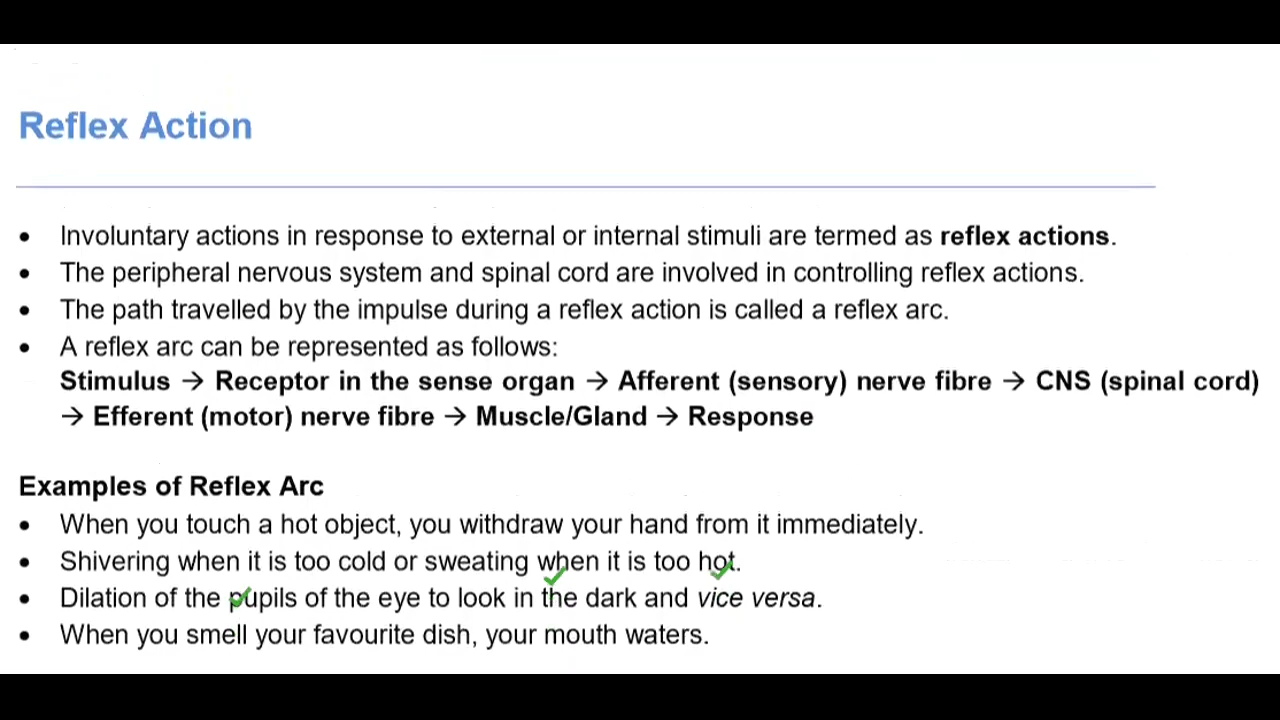 Reflex Action
• Involuntary actions in response to external or internal stimuli are termed as reflex actions.
• The peripheral nervous system and spinal cord are involved in controlling reflex actions.
• The path travelled by the impulse during a reflex action is called a reflex arc.
• A reflex arc can be represented as follows:
Stimulus → Receptor in the sense organ → Afferent (sensory) nerve fibre → CNS (spinal cord)
→ Efferent (motor) nerve fibre → Muscle/Gland → Response
Examples of Reflex Arc
• When you touch a hot object, you withdraw your hand from it immediately.
• Shivering when it is too cold or sweating when it is too hot.
• Dilation of the pupils of the eye to look in the dark and vice versa.
• When you smell your favourite dish, your mouth waters.